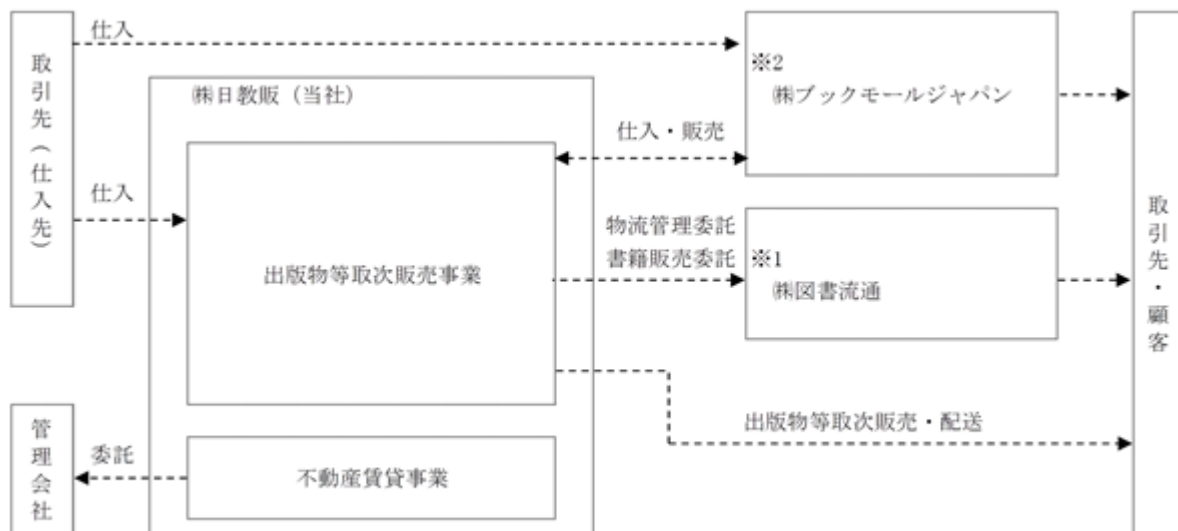 仕入
取引先（仕入先）
※2
㈱ブックモールジャパン
㈱日教販（当社）
仕入・販売
仕入
出版物等取次販売事業
物流管理委託
書籍販売委託
※1
㈱図書流通
取引先・顧客
出版物等取次販売・配送
管理会社
委託
不動産賃貸事業